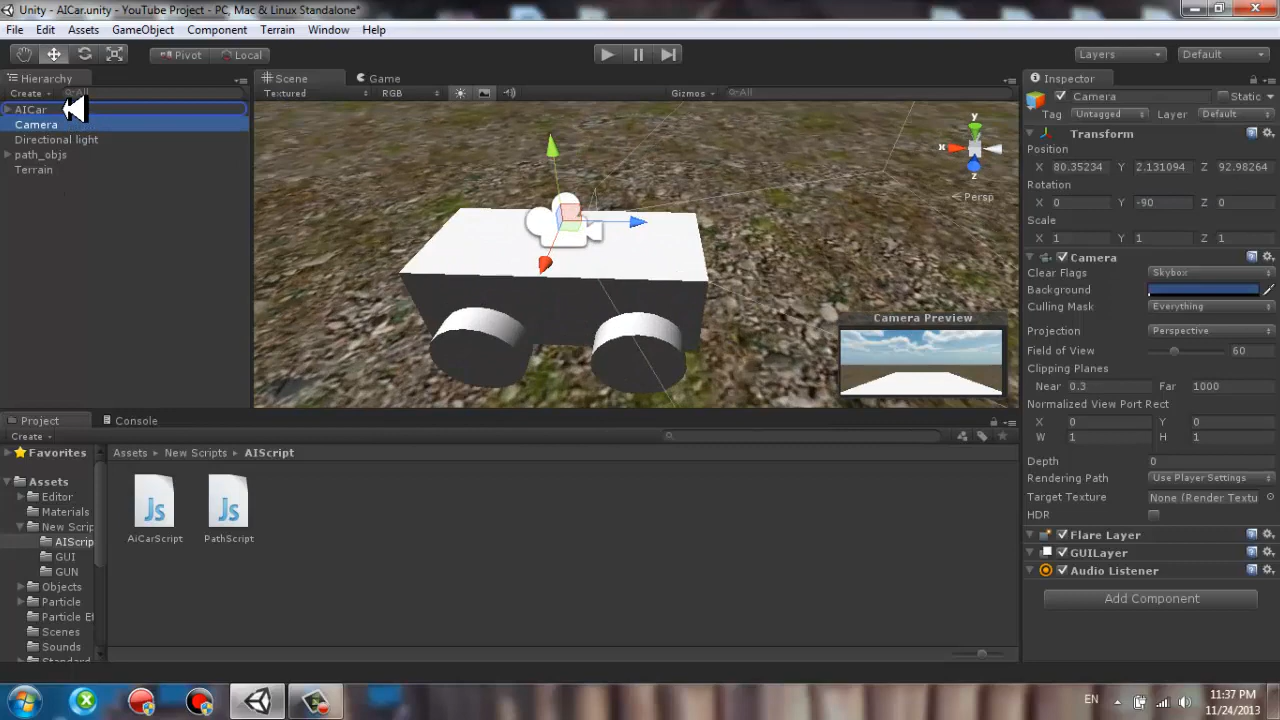 Unity - AICar.unity - YouTube Project - PC, Mac & Linux Standalone*
File Edit Assets GameObject Component Terrain Window Help
Pivot Local Layers Default
Hierarchy
Create All
AICar
Camera
Directional light
path_objs
Terrain
Scene Game
Textured RGB Gizmos All
y
x
z
Persp
Camera Preview
Inspector
Camera Static
Tag Untagged Layer Default
Transform
Position
X 80.35234 Y 2.131094 Z 92.98264
Rotation
X 0 Y -90 Z 0
Scale
X 1 Y 1 Z 1
Camera
Clear Flags Skybox
Background
Culling Mask Everything
Projection Perspective
Field of View 60
Clipping Planes
Near 0.3 Far 1000
Normalized View Port Rect
X 0 Y 0
W 1 H 1
Depth 0
Rendering Path Use Player Settings
Target Texture None (Render Textu
HDR
Flare Layer
GUILayer
Audio Listener
Add Component
Project Console
Create
Favorites
Assets
Editor
Materials
New Scrip
AIScrip
GUI
GUN
Objects
Particle
Particle Ef
Scenes
Sounds
Standard
Assets New Scripts AIScript
Js Js
AiCarScript PathScript
EN
11:37 PM
11/24/2013